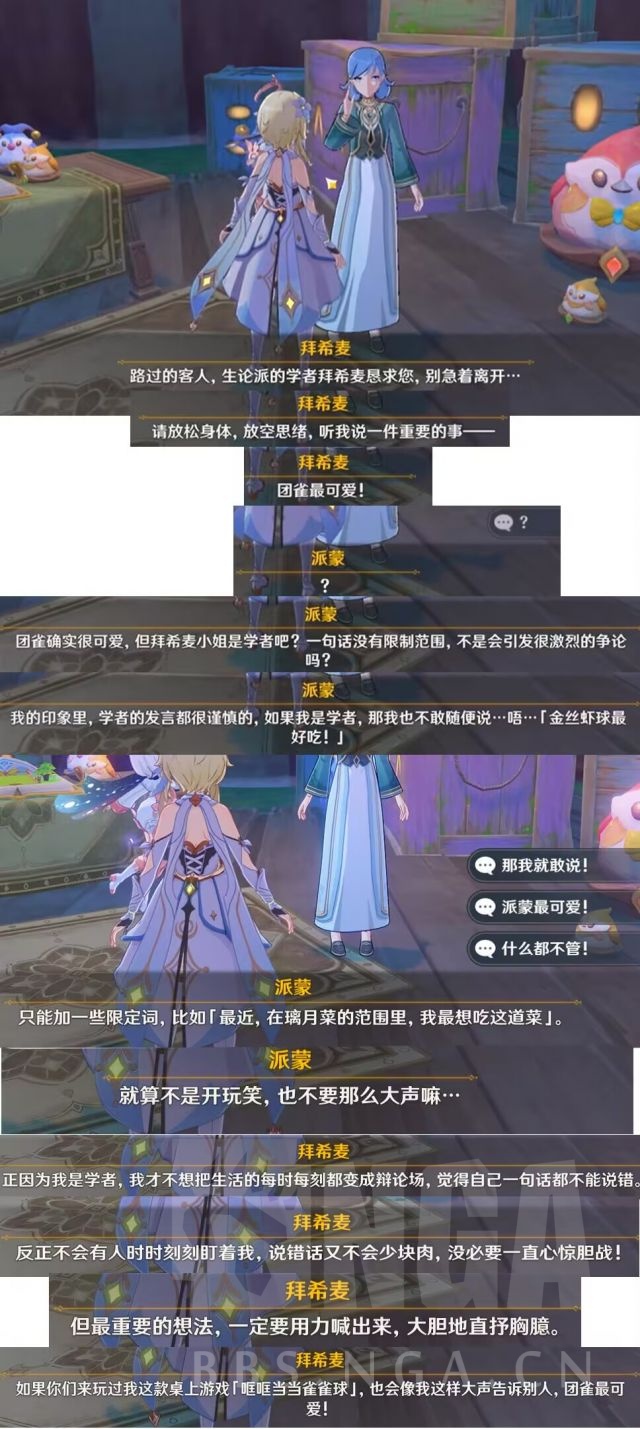 拜希麦
路过的客人，生论派的学者拜希麦恳求您，别急着离开…
拜希麦
请放松身体，放空思绪，听我说一件重要的事——
拜希麦
团雀最可爱！
？
派蒙
？
派蒙
团雀确实很可爱，但拜希麦小姐是学者吧？一句话没有限制范围，不是会引发很激烈的争论
吗？
派蒙
我的印象里，学者的发言都很谨慎的，如果我是学者，那我也不敢随便说…唔…「金丝虾球最
好吃！」
那我就敢说！
派蒙最可爱！
什么都不管！
派蒙
只能加一些限定词，比如「最近，在璃月菜的范围里，我最想吃这道菜」。
派蒙
就算不是开玩笑，也不要那么大声嘛…
拜希麦
正因为我是学者，我才不想把生活的每时每刻都变成辩论场，觉得自己一句话都不能说错。
拜希麦
反正不会有人时时刻刻盯着我，说错话又不会少块肉，没必要一直心惊胆战！
拜希麦
但最重要的想法，一定要用力喊出来，大胆地直抒胸臆。
拜希麦
如果你们来玩过我这款桌上游戏「哐哐当当雀雀球」，也会像我这样大声告诉别人，团雀最可
爱！
NGA
BBS.NGA.CN